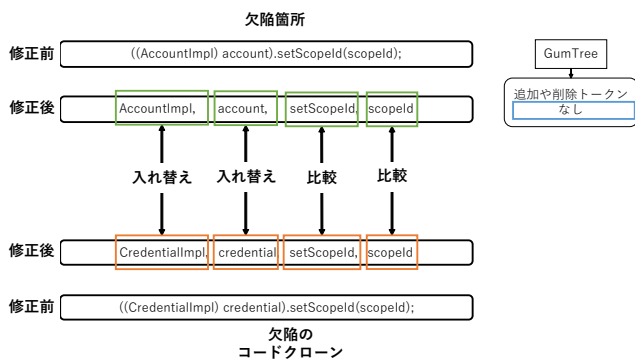 欠陥箇所
修正前
((AccountImpl) account).setScopeId(scopeId);
GumTree
追加や削除トークン
なし
修正後
AccountImpl, account, setScopeId, scopeId
入れ替え 入れ替え 比較 比較
修正後
CredentialImpl, credential setScopeId, scopeId
修正前
((CredentialImpl) credential).setScopeId(scopeId);
欠陥の
コードクローン